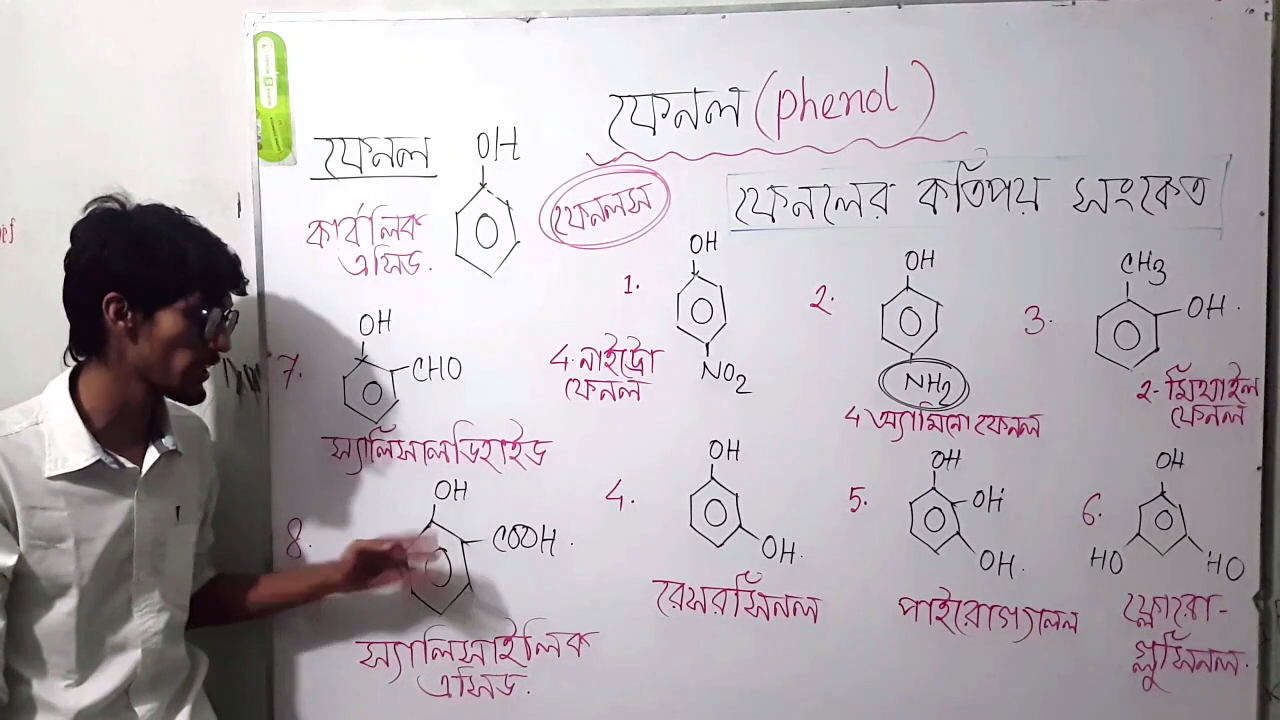 ফেনল (phenol)
ফেনল
OH
কার্বলিক
এসিড.
ফেনলস
ফেনলের কতিপয় সংকেত
1.
OH
NO2
4-নাইট্রো
ফেনল
2.
OH
NH2
4 অ্যামিনো ফেনল
3.
CH3
OH.
2-মিথাইল
ফেনল
7.
OH
CHO
স্যালিসালডিহাইড
4.
OH
OH.
রেসরসিনল
5.
OH
OH
OH.
পাইরোগ্যালল
6.
OH
HO
HO
ফ্লোরো-
গ্লুসিনল.
8.
OH
COOH.
স্যালিসাইলিক
এসিড.